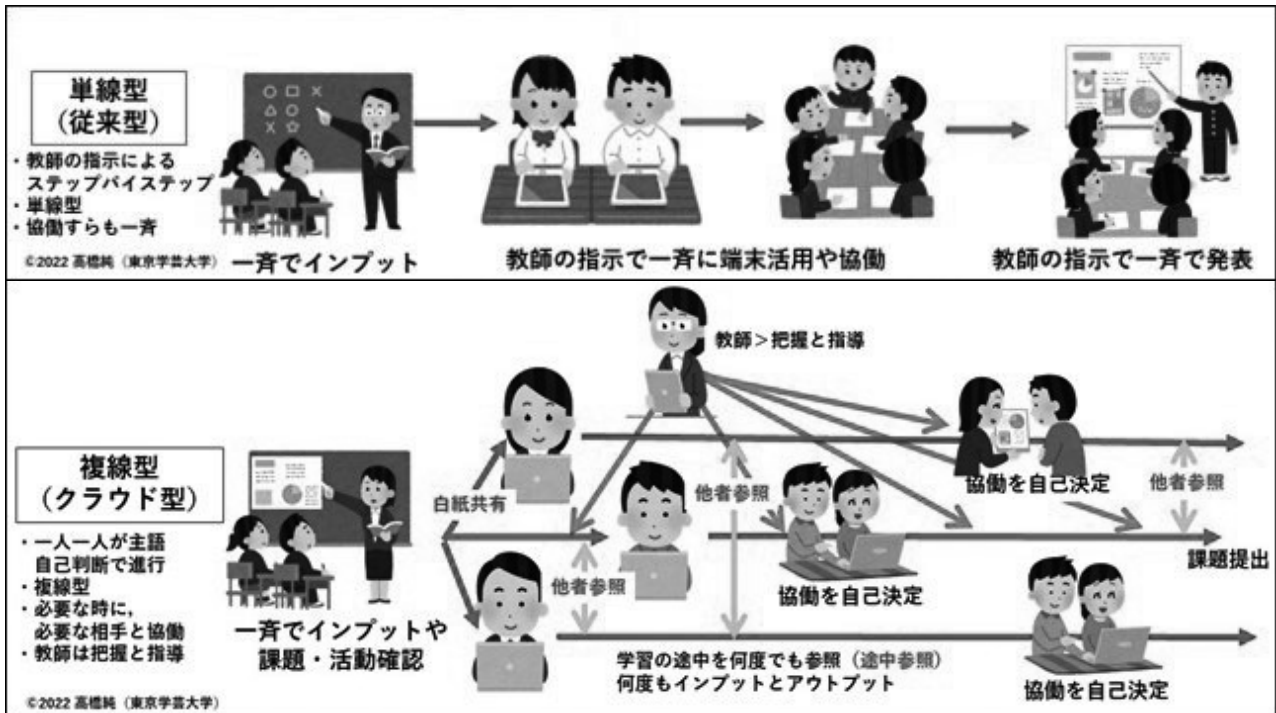 単線型
（従来型）
・教師の指示による
ステップバイステップ
・単線型
・協働すらも一斉
©2022 高橋純（東京学芸大学）
一斉でインプット
教師の指示で一斉に端末活用や協働
教師の指示で一斉で発表
複線型
（クラウド型）
・一人一人が主語
自己判断で進行
・複線型
・必要な時に，
必要な相手と協働
・教師は把握と指導
©2022 高橋純（東京学芸大学）
一斉でインプットや
課題・活動確認
白紙共有
教師＞把握と指導
他者参照
他者参照
協働を自己決定
協働を自己決定
他者参照
課題提出
学習の途中を何度でも参照（途中参照）
何度もインプットとアウトプット
協働を自己決定